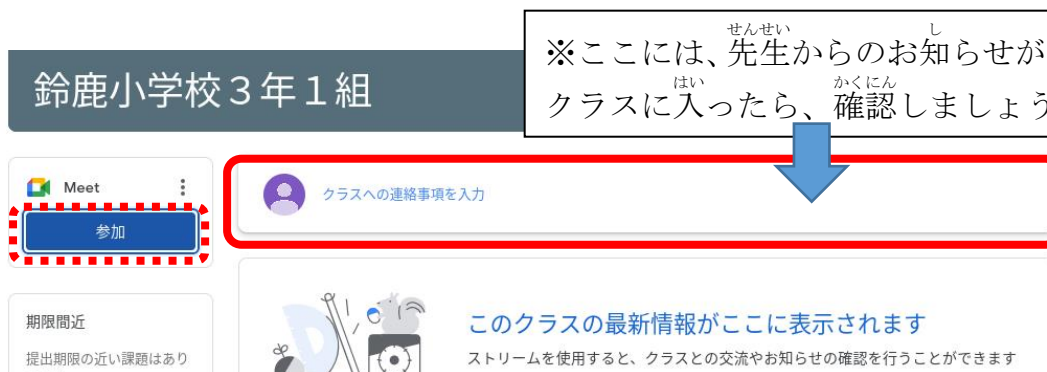 せんせい し
※ここには、先生からのお知らせが
はい かくにん
クラスに入ったら、確認しましょう
鈴鹿小学校3年1組
Meet
参加
クラスへの連絡事項を入力
期限間近
提出期限の近い課題はあり
このクラスの最新情報がここに表示されます
ストリームを使用すると、クラスとの交流やお知らせの確認を行うことができます